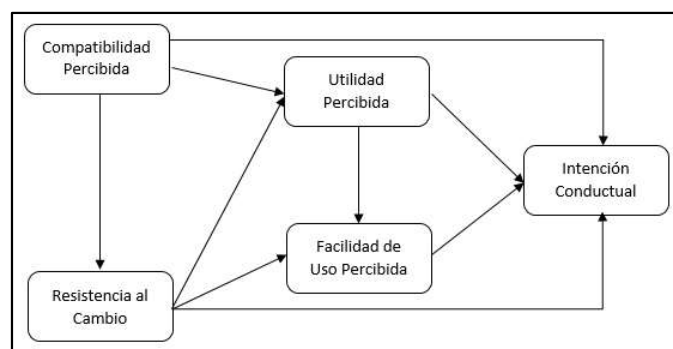 Compatibilidad
Percibida
Utilidad
Percibida
Intención
Conductual
Facilidad de
Uso Percibida
Resistencia al
Cambio